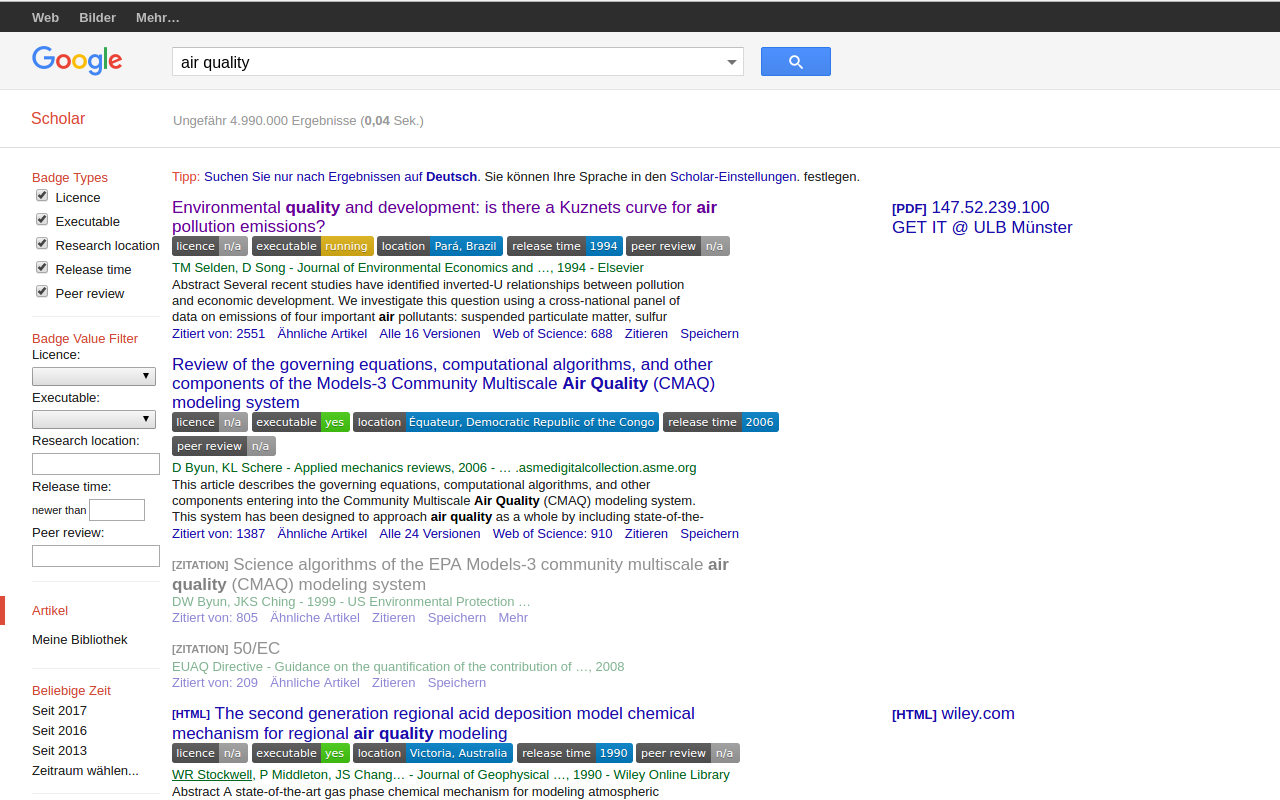 Web Bilder Mehr…
Google
air quality
Scholar
Ungefähr 4.990.000 Ergebnisse (0,04 Sek.)
Badge Types
Licence
Executable
Research location
Release time
Peer review
Badge Value Filter
Licence:
Executable:
Research location:
Release time:
newer than
Peer review:
Artikel
Meine Bibliothek
Beliebige Zeit
Seit 2017
Seit 2016
Seit 2013
Zeitraum wählen...
Tipp: Suchen Sie nur nach Ergebnissen auf Deutsch. Sie können Ihre Sprache in den Scholar-Einstellungen. festlegen.
Environmental quality and development: is there a Kuznets curve for air
pollution emissions?
licence n/a executable running location Pará, Brazil release time 1994 peer review n/a
TM Selden, D Song - Journal of Environmental Economics and …, 1994 - Elsevier
Abstract Several recent studies have identified inverted-U relationships between pollution
and economic development. We investigate this question using a cross-national panel of
data on emissions of four important air pollutants: suspended particulate matter, sulfur
Zitiert von: 2551 Ähnliche Artikel Alle 16 Versionen Web of Science: 688 Zitieren Speichern
[PDF] 147.52.239.100
GET IT @ ULB Münster
Review of the governing equations, computational algorithms, and other
components of the Models-3 Community Multiscale Air Quality (CMAQ)
modeling system
licence n/a executable yes location Équateur, Democratic Republic of the Congo release time 2006
peer review n/a
D Byun, KL Schere - Applied mechanics reviews, 2006 - … .asmedigitalcollection.asme.org
This article describes the governing equations, computational algorithms, and other
components entering into the Community Multiscale Air Quality (CMAQ) modeling system.
This system has been designed to approach air quality as a whole by including state-of-the-
Zitiert von: 1387 Ähnliche Artikel Alle 24 Versionen Web of Science: 910 Zitieren Speichern
[ZITATION] Science algorithms of the EPA Models-3 community multiscale air
quality (CMAQ) modeling system
DW Byun, JKS Ching - 1999 - US Environmental Protection …
Zitiert von: 805 Ähnliche Artikel Zitieren Speichern Mehr
[ZITATION] 50/EC
EUAQ Directive - Guidance on the quantification of the contribution of …, 2008
Zitiert von: 209 Ähnliche Artikel Zitieren Speichern
[HTML] The second generation regional acid deposition model chemical
mechanism for regional air quality modeling
licence n/a executable yes location Victoria, Australia release time 1990 peer review n/a
WR Stockwell, P Middleton, JS Chang… - Journal of Geophysical …, 1990 - Wiley Online Library
Abstract A state-of-the-art gas phase chemical mechanism for modeling atmospheric
[HTML] wiley.com